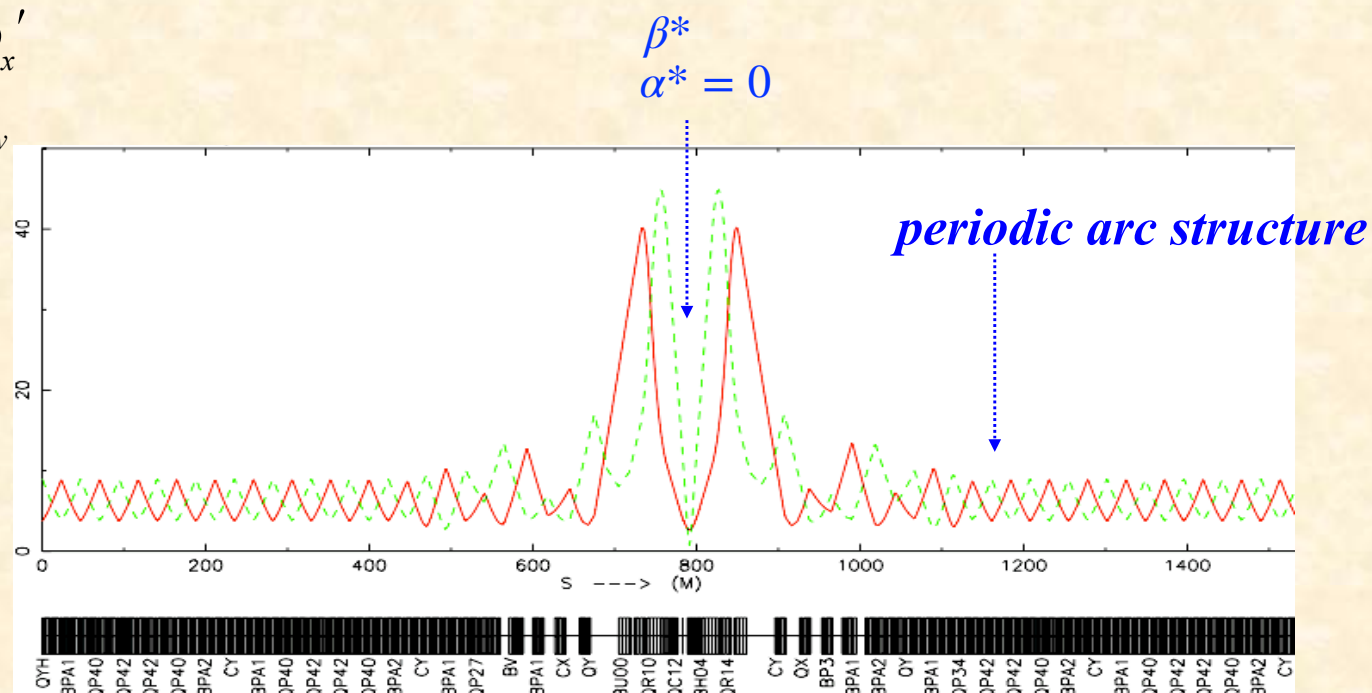 β*
α* = 0
periodic arc structure
40
20
0
0 200 400 600 800 1000 1200 1400
S ---> (M)
QYH
BPA1
QP40
QP42
QP42
QP40
BPA2
CY
BPA1
QP40
QP42
QP40
BPA2
CY
BPA1
QP27
BV
BPA1
CX
QY
BU00
QR10
QC12
BH04
QR14
CY
QX
BP3
BPA1
BPA2
QY
BPA1
QP34
QP42
QP42
QP40
BPA2
CY
BPA1
QP40
QP42
QP40
BPA2
CY